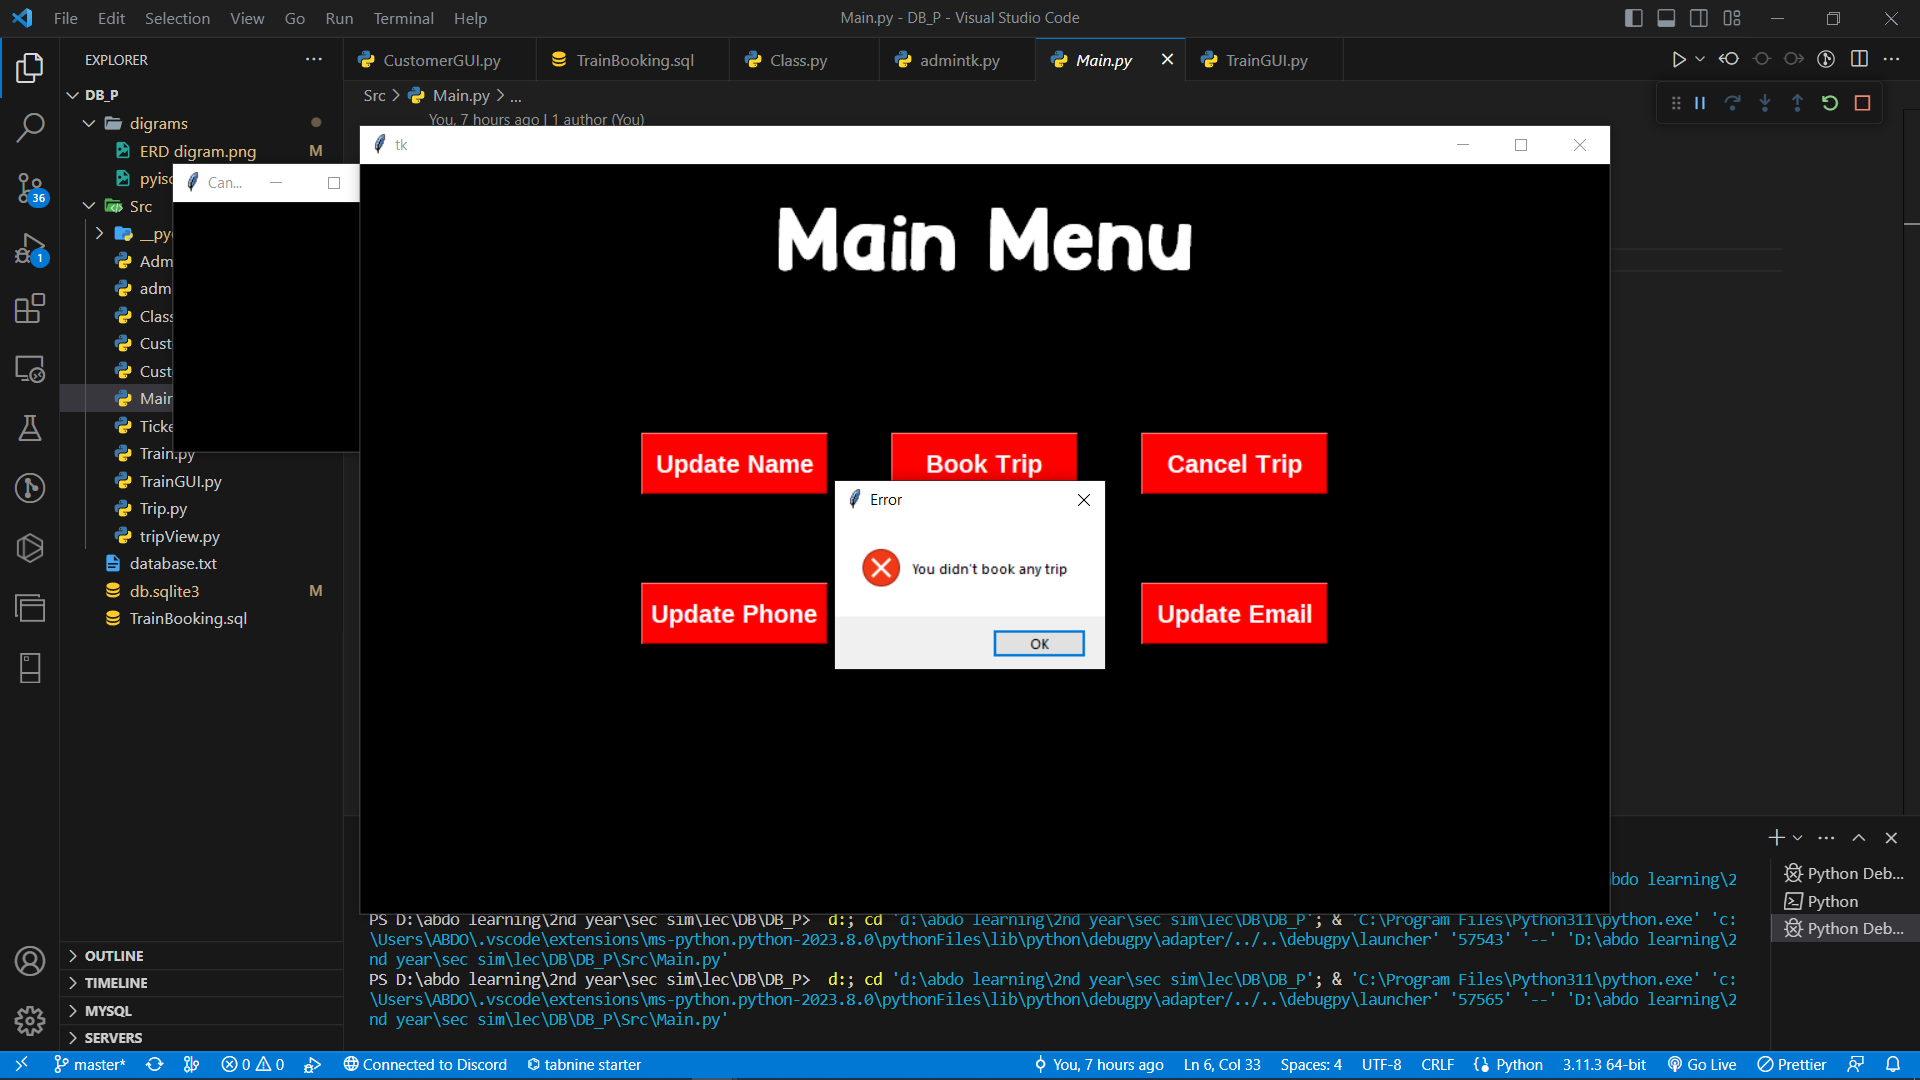 File Edit Selection View Go Run Terminal Help
Main.py - DB_P - Visual Studio Code
EXPLORER
CustomerGUI.py
TrainBooking.sql
Class.py
admintk.py
Main.py
TrainGUI.py
DB_P
Src > Main.py > ...
You, 7 hours ago | 1 author (You)
digrams
ERD digram.png M
pyis
Src
__py
Adm
adm
Clas
Cust
Cust
Mair
Ticke
Train.py
TrainGUI.py
Trip.py
tripView.py
database.txt
db.sqlite3 M
TrainBooking.sql
36
1
Can...
tk
Main Menu
Update Name
Book Trip
Cancel Trip
Error
You didn't book any trip
OK
Update Phone
Update Email
bdo learning\2
PS D:\abdo learning\2nd year\sec sim\lec\DB\DB_P> d:; cd 'd:\abdo learning\2nd year\sec sim\lec\DB\DB_P'; & 'C:\Program Files\Python311\python.exe' 'c:
\Users\ABDO\.vscode\extensions\ms-python.python-2023.8.0\pythonFiles\lib\python\debugpy\adapter/../..\debugpy\launcher' '57543' '--' 'D:\abdo learning\2
nd year\sec sim\lec\DB\DB_P\Src\Main.py'
PS D:\abdo learning\2nd year\sec sim\lec\DB\DB_P> d:; cd 'd:\abdo learning\2nd year\sec sim\lec\DB\DB_P'; & 'C:\Program Files\Python311\python.exe' 'c:
\Users\ABDO\.vscode\extensions\ms-python.python-2023.8.0\pythonFiles\lib\python\debugpy\adapter/../..\debugpy\launcher' '57565' '--' 'D:\abdo learning\2
nd year\sec sim\lec\DB\DB_P\Src\Main.py'
Python Deb...
Python
Python Deb...
OUTLINE
TIMELINE
MYSQL
SERVERS
master* 0 0 Connected to Discord tabnine starter You, 7 hours ago Ln 6, Col 33 Spaces: 4 UTF-8 CRLF Python 3.11.3 64-bit Go Live Prettier